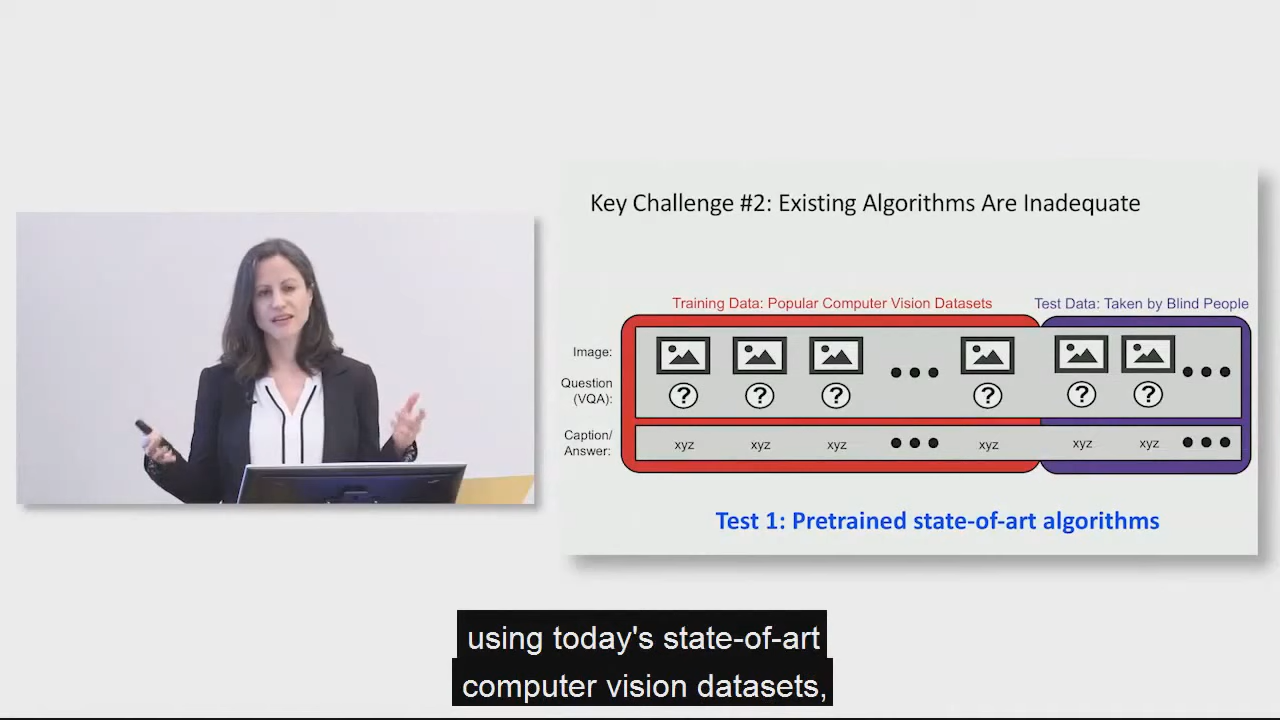 Key Challenge #2: Existing Algorithms Are Inadequate
Training Data: Popular Computer Vision Datasets
Test Data: Taken by Blind People
Image:
Question
(VQA):
? ? ? ? ? ?
Caption/
Answer:
xyz xyz xyz xyz xyz xyz
Test 1: Pretrained state-of-art algorithms
using today's state-of-art
computer vision datasets,